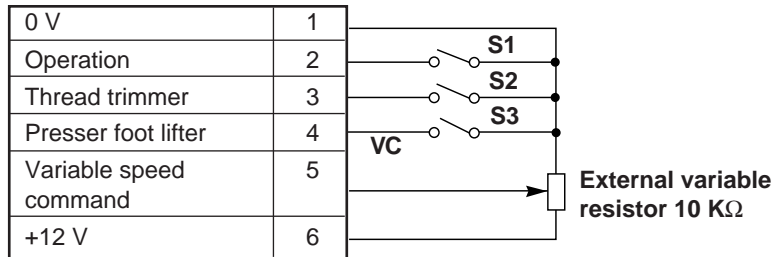 0 V 1
Operation 2
Thread trimmer 3
Presser foot lifter 4
Variable speed 5
command
+12 V 6
S1
S2
S3
VC
External variable
resistor 10 KΩ